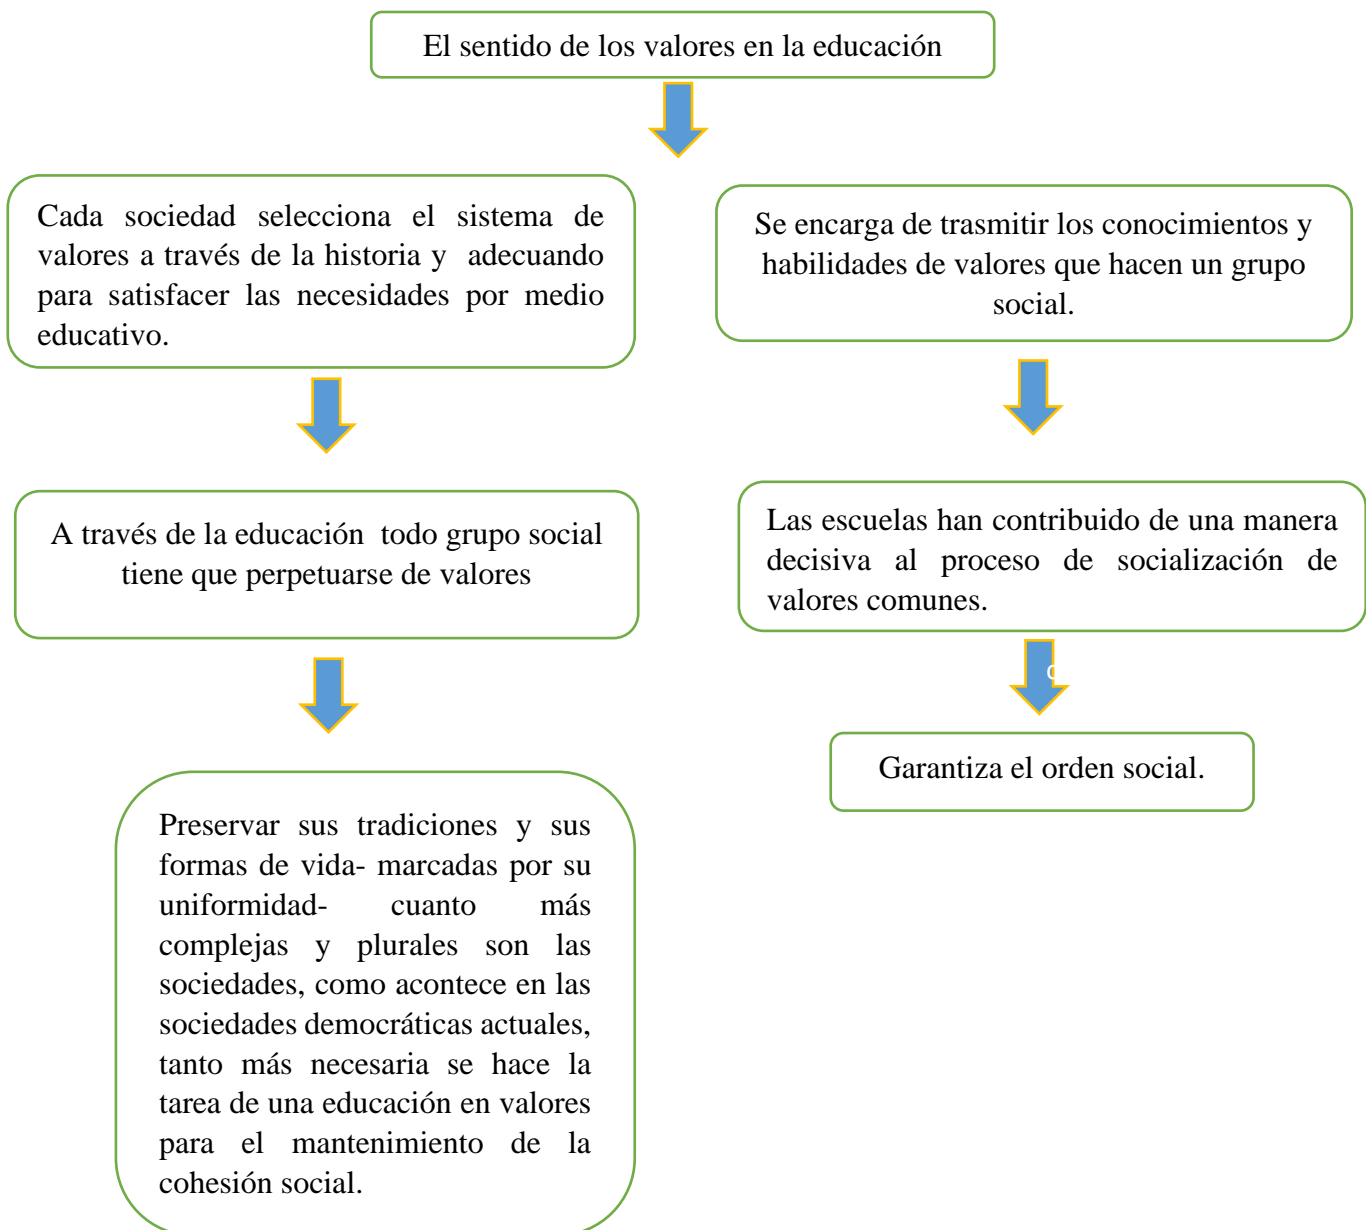 El sentido de los valores en la educación
Cada sociedad selecciona el sistema de
valores a través de la historia y adecuando
para satisfacer las necesidades por medio
educativo.
Se encarga de trasmitir los conocimientos y
habilidades de valores que hacen un grupo
social.
A través de la educación todo grupo social
tiene que perpetuarse de valores
Las escuelas han contribuido de una manera
decisiva al proceso de socialización de
valores comunes.
Preservar sus tradiciones y sus
formas de vida- marcadas por su
uniformidad- cuanto más
complejas y plurales son las
sociedades, como acontece en las
sociedades democráticas actuales,
tanto más necesaria se hace la
tarea de una educación en valores
para el mantenimiento de la
cohesión social.
Garantiza el orden social.